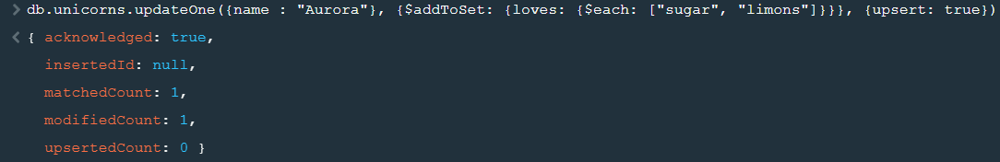 > db.unicorns.updateOne({name : "Aurora"}, {$addToSet: {loves: {$each: ["sugar", "limons"]}}}, {upsert: true})
< { acknowledged: true,
insertedId: null,
matchedCount: 1,
modifiedCount: 1,
upsertedCount: 0 }